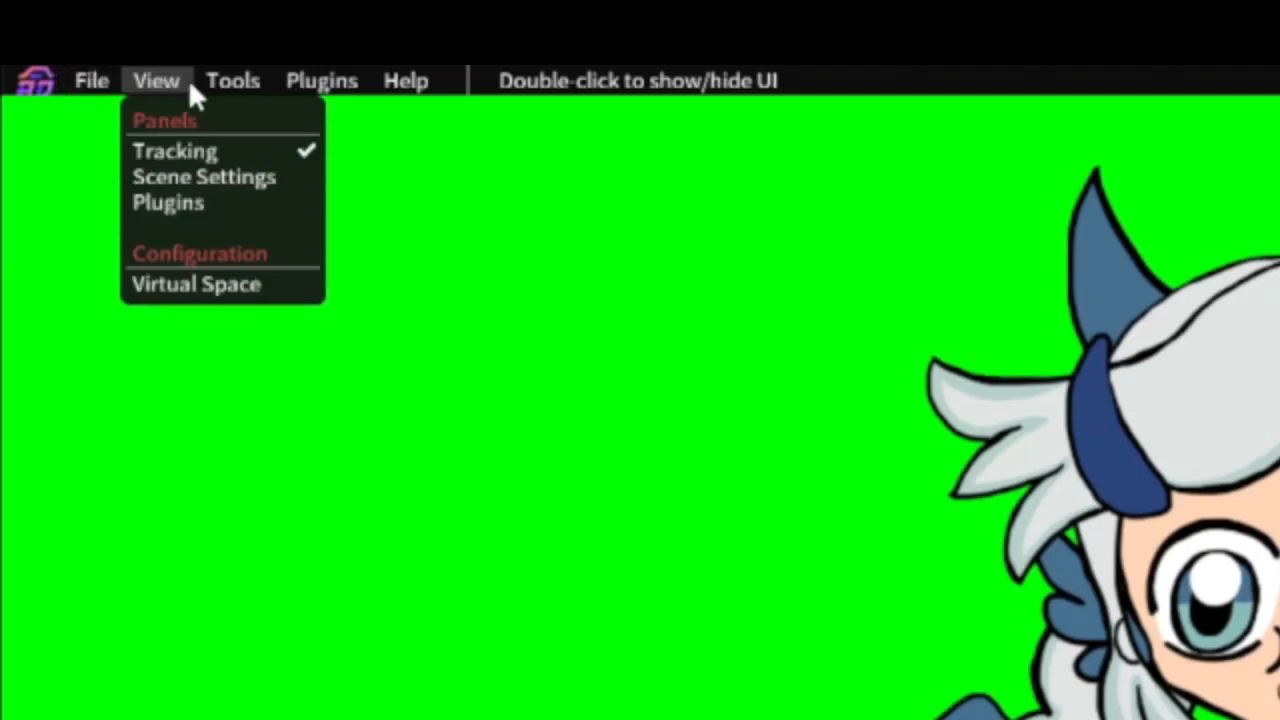 File View Tools Plugins Help Double-click to show/hide UI
Panels
Tracking
Scene Settings
Plugins
Configuration
Virtual Space